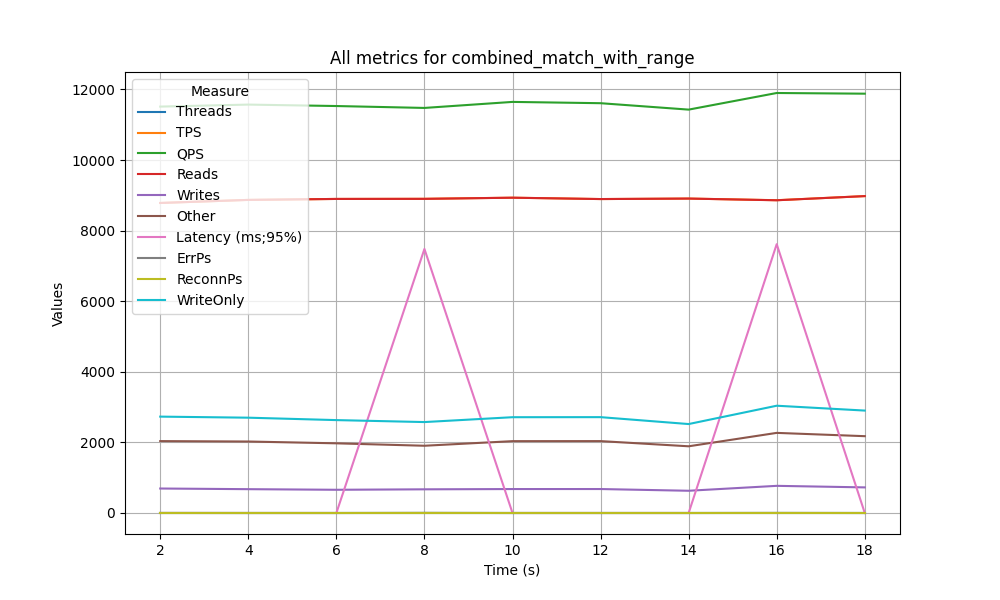 All metrics for combined_match_with_range
Values
12000
10000
8000
6000
4000
2000
0
Measure
Threads
TPS
QPS
Reads
Writes
Other
Latency (ms;95%)
ErrPs
ReconnPs
WriteOnly
2 4 6 8 10 12 14 16 18
Time (s)